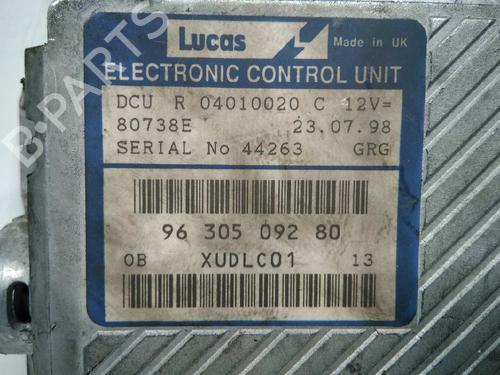 Lucas
Made in UK
ELECTRONIC CONTROL UNIT
DCU R 04010020 C 12V=
80738E 23.07.98
SERIAL No 44263 GRG
96 305 092 80
0B XUDLC01 13
B-PARTS